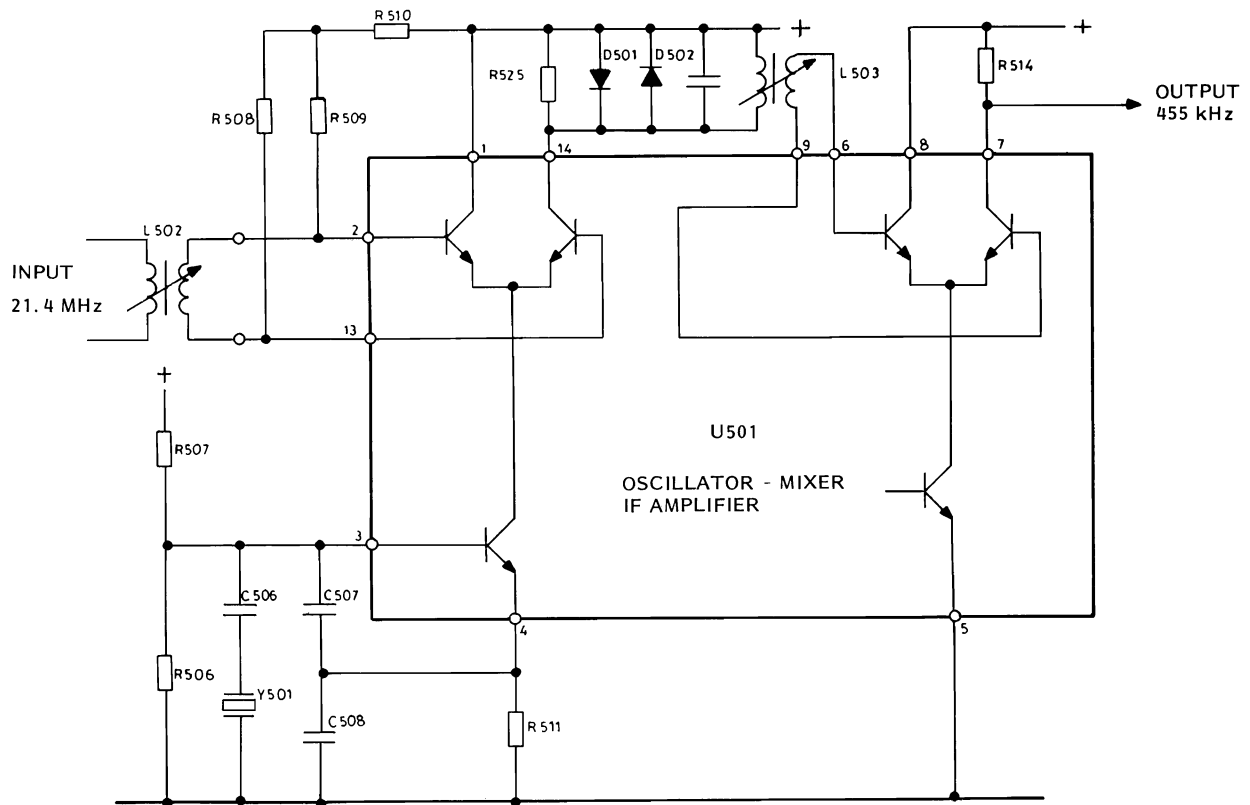 R510
+
D501
D502
R525
L503
+
R514
OUTPUT
455 kHz
R508
R509
1
14
9
6
8
7
L502
2
INPUT
21.4 MHz
13
+
R507
U501
OSCILLATOR - MIXER
IF AMPLIFIER
3
C506
C507
4
5
R506
Y501
C508
R511